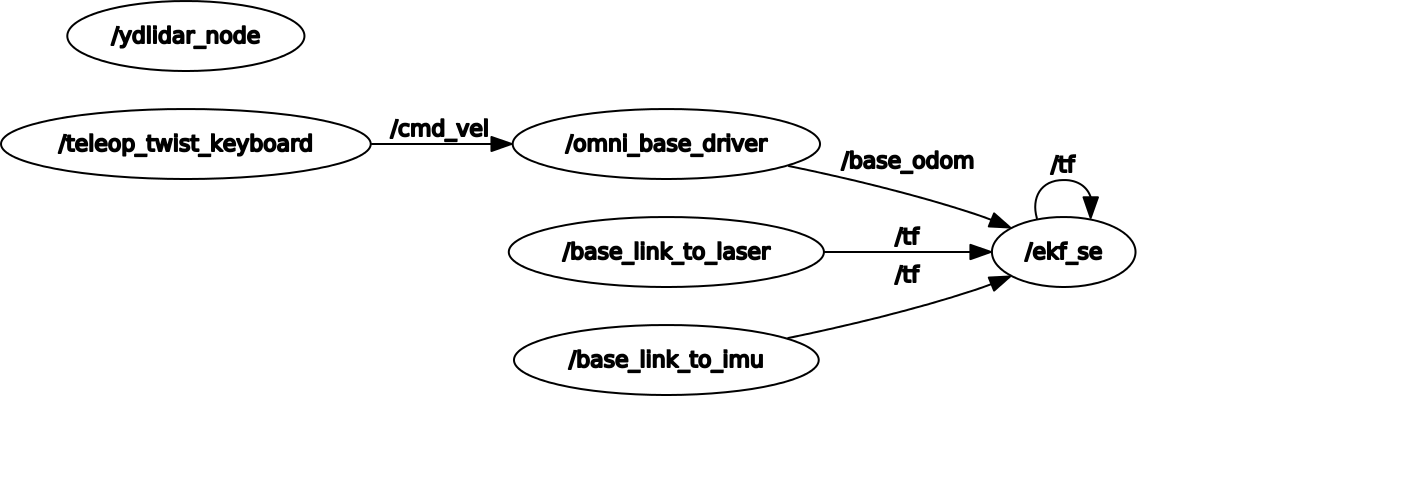 /ydlidar_node
/teleop_twist_keyboard
/cmd_vel
/omni_base_driver
/base_odom
/tf
/base_link_to_laser
/tf
/ekf_se
/tf
/base_link_to_imu